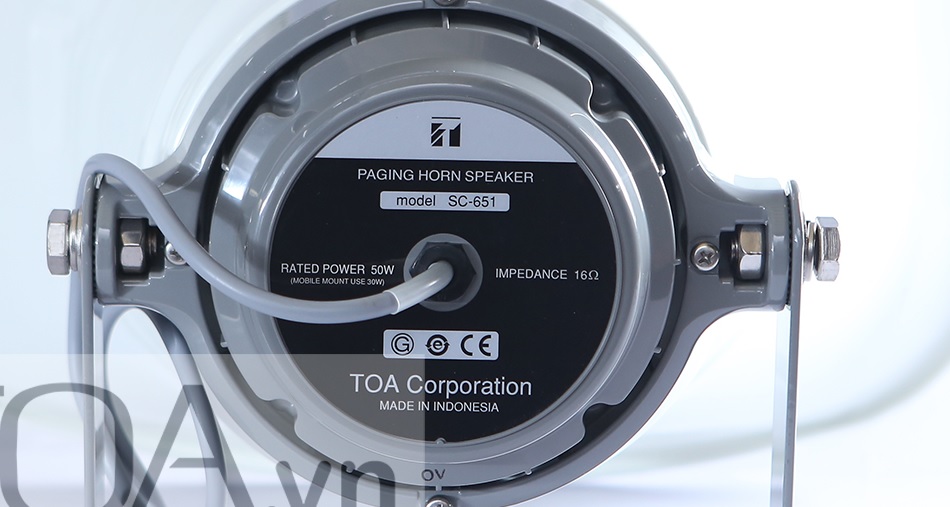 PAGING HORN SPEAKER
model SC-651
RATED POWER 50W
(MOBILE MOUNT USE 30W)
IMPEDANCE 16Ω
G e CE
TOA Corporation
MADE IN INDONESIA
TOA.vn